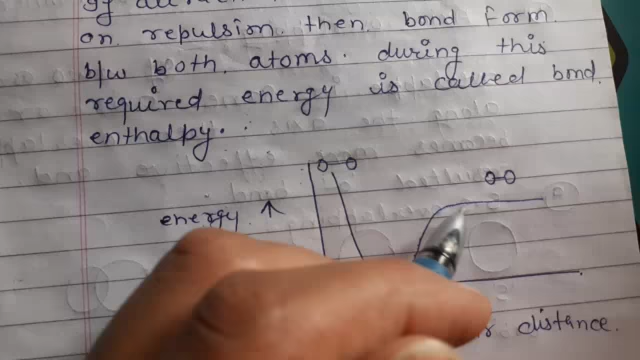 on repulsion then bond form
b/w both atoms. during this
required energy is called bond
enthalpy.
energy ↑
distance.